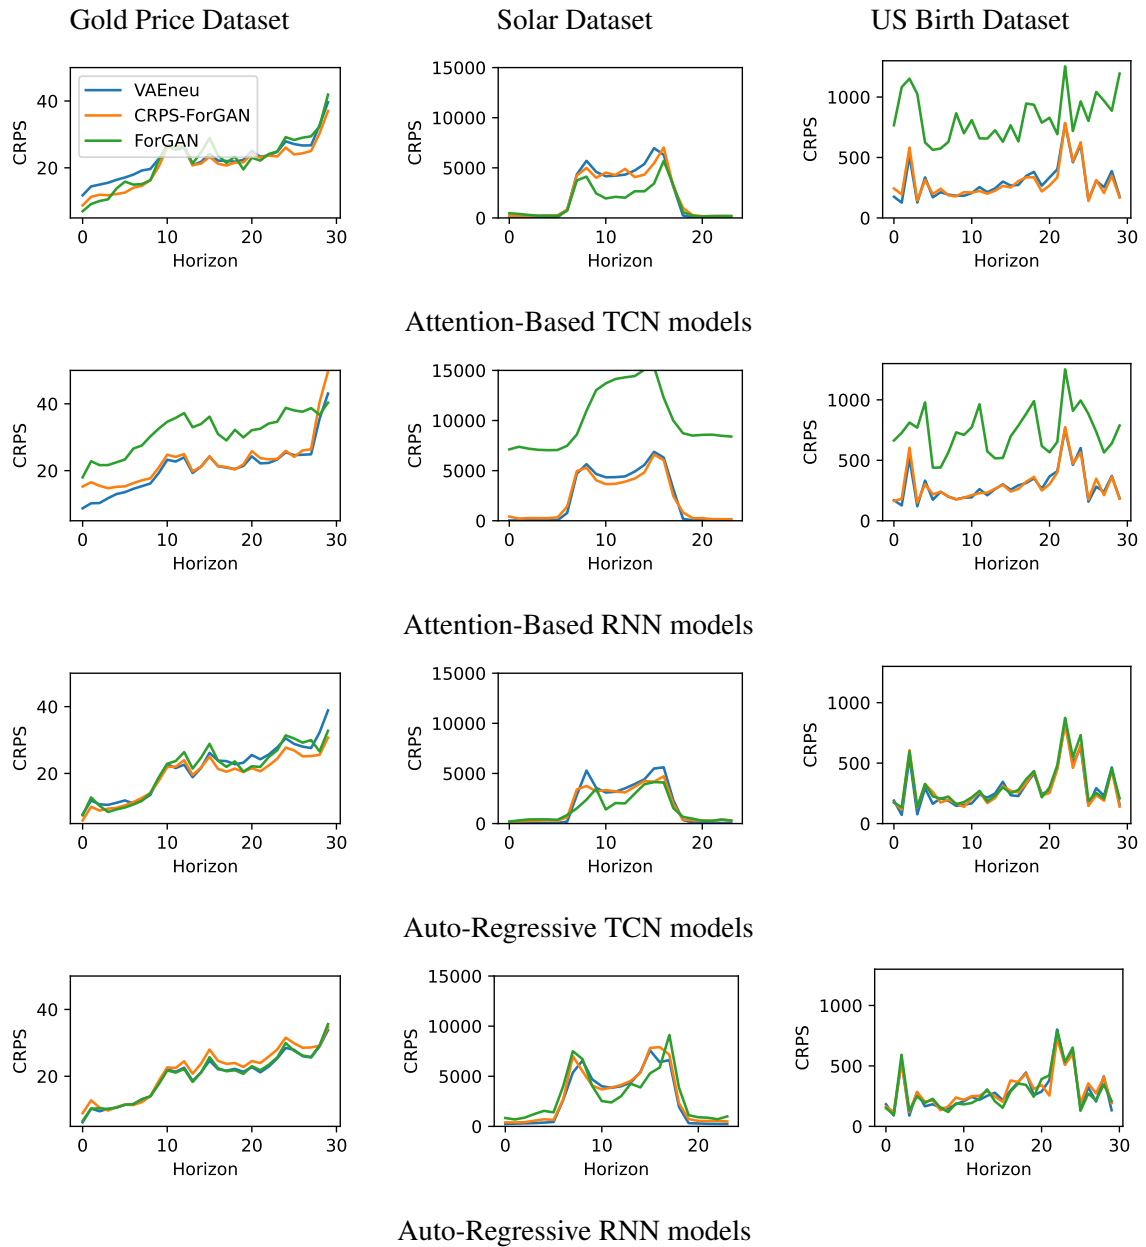 Gold Price Dataset Solar Dataset US Birth Dataset
CRPS
40
20
VAEneu
CRPS-ForGAN
ForGAN
0 10 20 30
Horizon
CRPS
15000
10000
5000
0
0 10 20
Horizon
CRPS
1000
500
0
0 10 20 30
Horizon
Attention-Based TCN models
CRPS
40
20
0 10 20 30
Horizon
CRPS
15000
10000
5000
0
0 10 20
Horizon
CRPS
1000
500
0
0 10 20 30
Horizon
Attention-Based RNN models
CRPS
40
20
0 10 20 30
Horizon
CRPS
15000
10000
5000
0
0 10 20
Horizon
CRPS
1000
500
0
0 10 20 30
Horizon
Auto-Regressive TCN models
CRPS
40
20
0 10 20 30
Horizon
CRPS
15000
10000
5000
0
0 10 20
Horizon
CRPS
1000
500
0
0 10 20 30
Horizon
Auto-Regressive RNN models